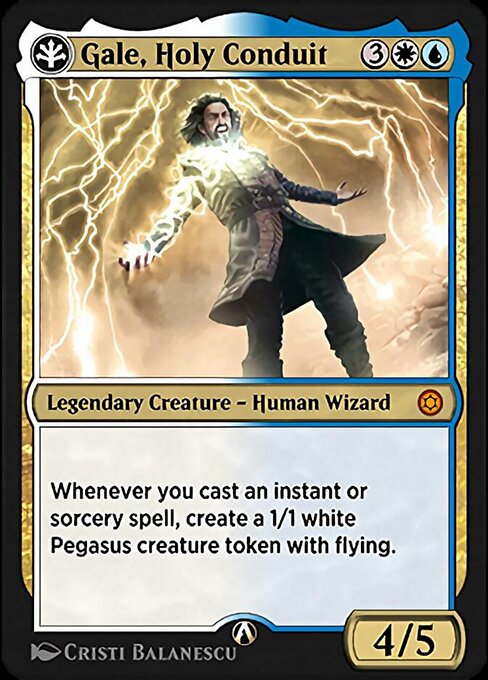 Gale, Holy Conduit 3
Legendary Creature – Human Wizard
Whenever you cast an instant or
sorcery spell, create a 1/1 white
Pegasus creature token with flying.
4/5
CRISTI BALANESCU